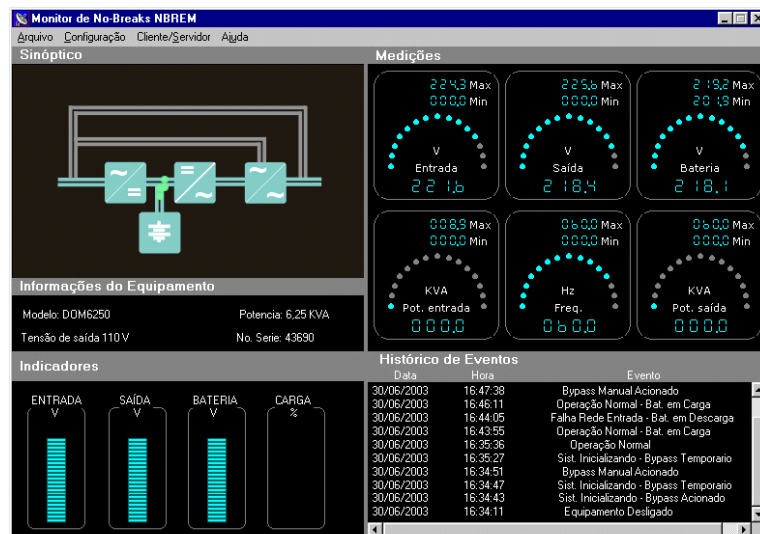 Monitor de No-Breaks NBREM
Arquivo Configuração Cliente/Servidor Ajuda
Sinóptico
Informações do Equipamento
Modelo: DOM6250 Potencia: 6,25 KVA
Tensão de saída 110 V No. Serie: 43690
Indicadores
ENTRADA V
SAÍDA V
BATERIA V
CARGA %
Medições
224.3 Max
000.0 Min
V
Entrada
221.6
225.6 Max
000.0 Min
V
Saída
218.4
219.2 Max
201.9 Min
V
Bateria
218.1
008.9 Max
000.0 Min
KVA
Pot. entrada
000.0
060.0 Max
000.0 Min
Hz
Freq.
060.0
060.0 Max
000.0 Min
KVA
Pot. saída
000.0
Histórico de Eventos
Data Hora Evento
30/06/2003 16:47:38 Bypass Manual Acionado
30/06/2003 16:46:11 Operação Normal - Bat. em Carga
30/06/2003 16:44:05 Falha Rede Entrada - Bat. em Descarga
30/06/2003 16:43:55 Operação Normal - Bat. em Carga
30/06/2003 16:35:36 Operação Normal
30/06/2003 16:35:27 Sist. Inicializando - Bypass Temporario
30/06/2003 16:34:51 Bypass Manual Acionado
30/06/2003 16:34:47 Sist. Inicializando - Bypass Temporario
30/06/2003 16:34:43 Sist. Inicializando - Bypass Acionado
30/06/2003 16:34:11 Equipamento Desligado